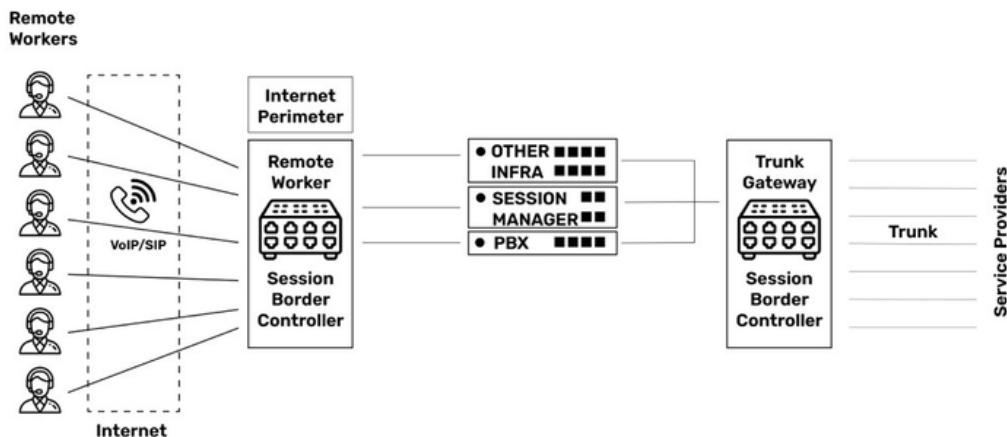 Remote
Workers
Internet
Perimeter
Remote
Worker
Session
Border
Controller
VoIP/SIP
Internet
OTHER
INFRA
SESSION
MANAGER
PBX
Trunk
Gateway
Session
Border
Controller
Trunk
Service Providers